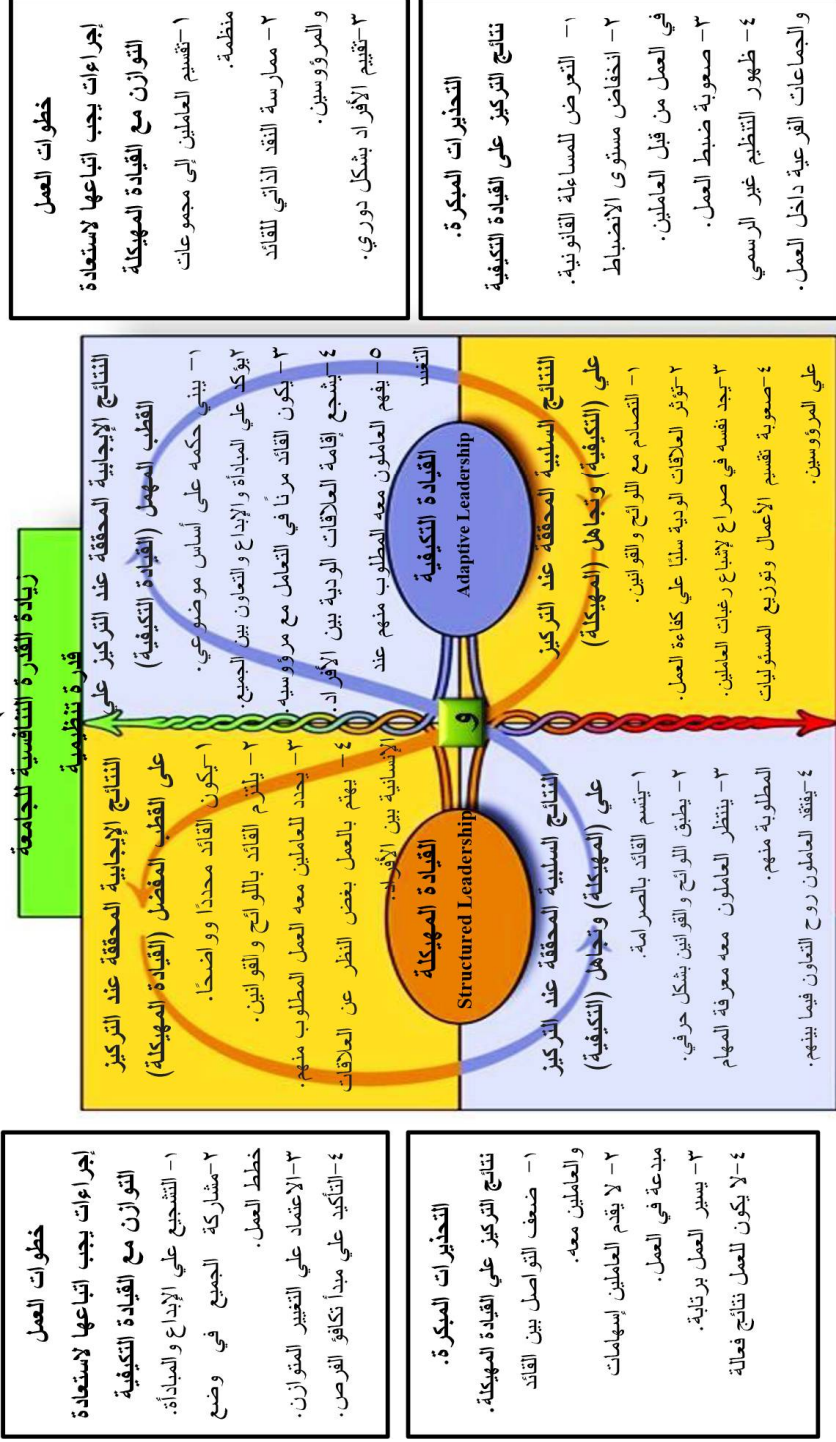 زيادة القدرة التنافسية للجامعة
قدرة تنظيمية
خطوات العمل
إجراءات يجب اتباعها لاستعادة
التوازن مع القيادة المهيكلة
١-تقسيم العاملين إلى مجموعات
منظمة.
٢- ممارسة النقد الذاتي للقائد
والمرؤوسين.
٣-تقييم الأفراد بشكل دوري.
التحذيرات المبكرة.
نتائج التركيز على القيادة التكيفية
١- التعرض للمساءلة القانونية.
٢- انخفاض مستوى الانضباط
في العمل من قبل العاملين.
٣- صعوبة ضبط العمل.
٤- ظهور التنظيم غير الرسمي
والجماعات الفرعية داخل العمل.
النتائج الإيجابية المحققة عند التركيز علي
القطب المهمل (القيادة التكيفية)
١- يبني حكمه على أساس موضوعي.
٢يؤكد علي المبادأة والإبداع والتعاون بين الجميع.
٣-يكون القائد مرنًا في التعامل مع مرؤوسيه.
٤-يشجع إقامة العلاقات الودية بين الأفراد.
٥- يفهم العاملون معه المطلوب منهم عند
القيادة التكيفية
Adaptive Leadership
النتائج السلبية المحققة عند التركيز
علي (التكيفية) وتجاهل (المهيكلة)
١- التصادم مع اللوائح والقوانين.
٢-تؤثر العلاقات الودية سلبًا علي كفاءة العمل.
٣-يجد نفسه في صراع لإشباع رغبات العاملين.
٤-صعوبة تقسيم الأعمال وتوزيع المسئوليات
علي المرؤوسين.
و
النتائج الإيجابية المحققة عند التركيز
على القطب المفضل (القيادة المهيكلة)
١-يكون القائد محددًا وواضحًا.
٢- يلتزم القائد باللوائح والقوانين.
٣- يحدد للعاملين معه العمل المطلوب منهم.
٤- يهتم بالعمل بغض النظر عن العلاقات
الإنسانية بين الأفراد.
القيادة المهيكلة
Structured Leadership
النتائج السلبية المحققة عند التركيز
علي (المهيكلة) وتجاهل (التكيفية)
١-يتسم القائد بالصرامة.
٢- يطبق اللوائح والقوانين بشكل حرفي.
٣- ينتظر العاملون معه معرفة المهام
المطلوبة منهم.
٤-يفتقد العاملون روح التعاون فيما بينهم.
خطوات العمل
إجراءات يجب اتباعها لاستعادة
التوازن مع القيادة التكيفية
١- التشجيع علي الإبداع والمبادأة.
٢-مشاركة الجميع في وضع
خطط العمل.
٣-الاعتماد علي التغيير المتوازن.
٤-التأكيد علي مبدأ تكافؤ الفرص.
التحذيرات المبكرة.
نتائج التركيز علي القيادة المهيكلة.
١- ضعف التواصل بين القائد
والعاملين معه.
٢- لا يقدم العاملين إسهامات
مبدعة في العمل.
٣- يسير العمل برتابة.
٤-لا يكون للعمل نتائج فعالة